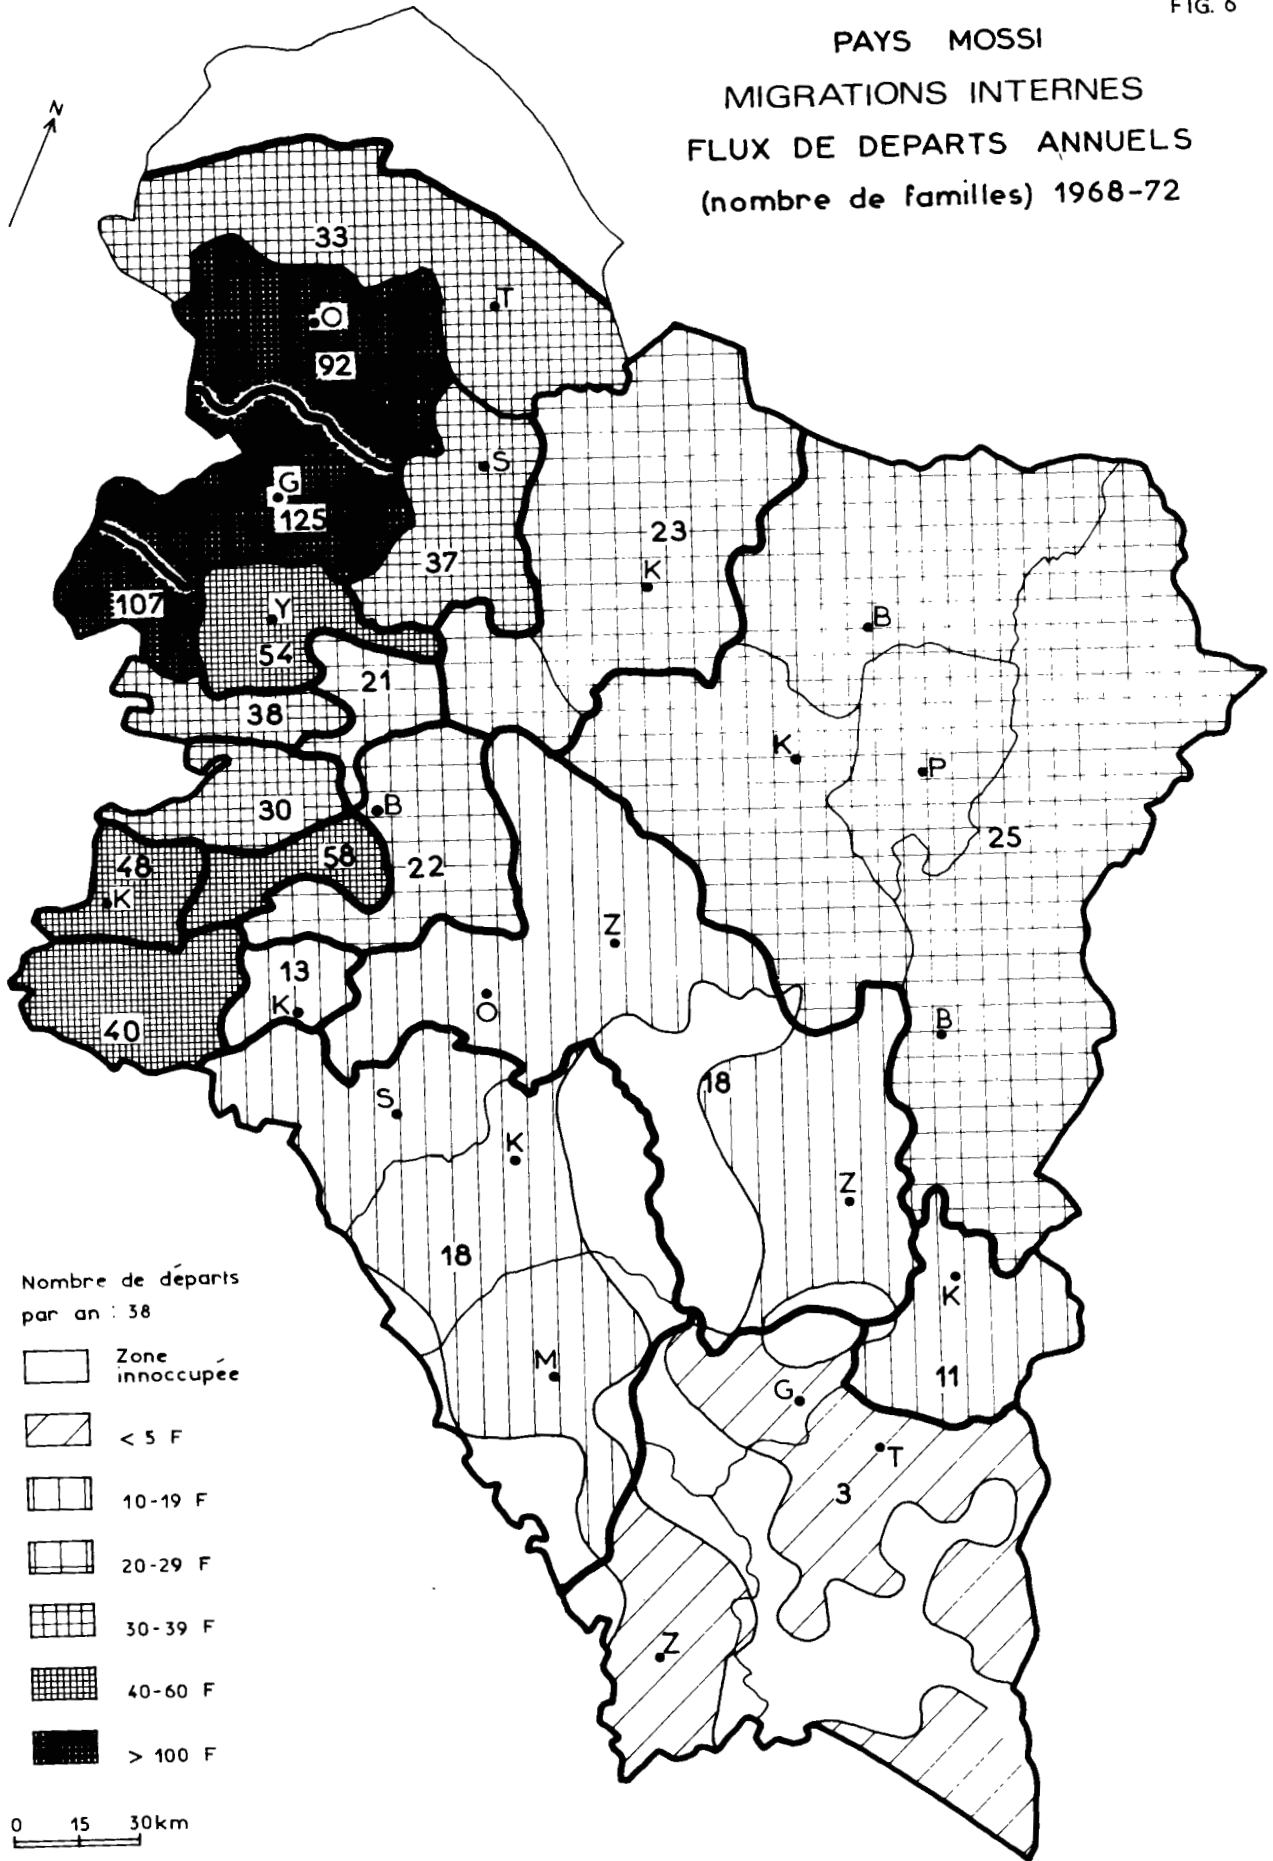 FIG. 6
PAYS MOSSI
MIGRATIONS INTERNES
FLUX DE DEPARTS ANNUELS
(nombre de familles) 1968-72
N
33
T
O
92
S
G
125
37
23
K
107
Y
54
B
21
38
K
P
30
B
25
58
22
48
K
Z
13
K
O
40
B
18
S
K
Z
18
K
M
11
G
T
3
Z
Nombre de départs
par an : 38
Zone
innoccupée
< 5 F
10-19 F
20-29 F
30-39 F
40-60 F
> 100 F
0 15 30km